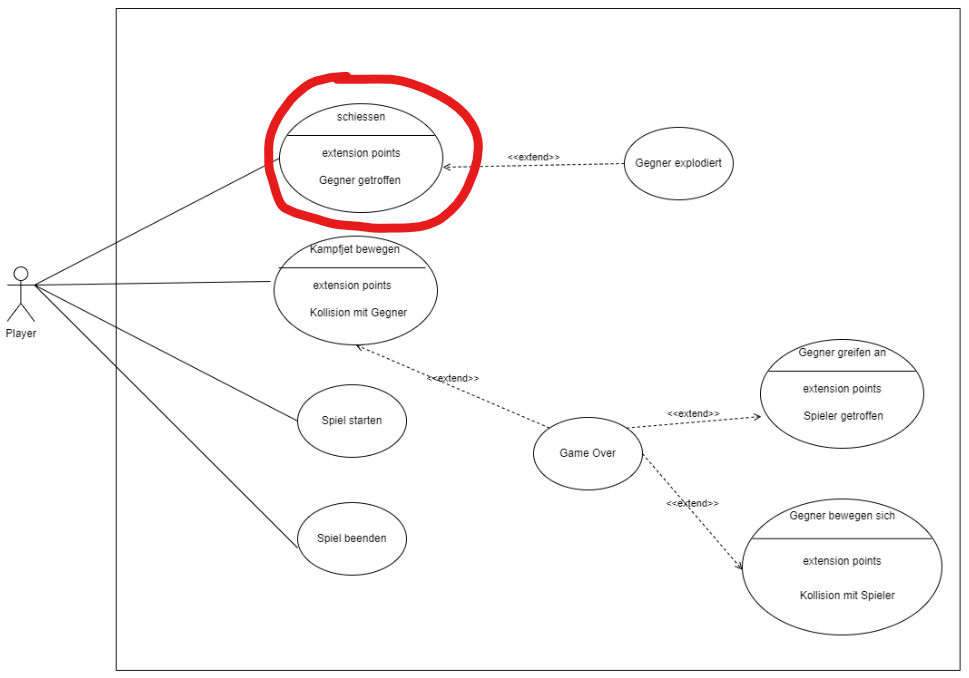 schiessen
extension points
Gegner getroffen
<<extend>>
Gegner explodiert
Kampfjet bewegen
extension points
Kollision mit Gegner
Player
<<extend>>
Gegner greifen an
extension points
Spieler getroffen
<<extend>>
Spiel starten
Game Over
<<extend>>
Gegner bewegen sich
extension points
Kollision mit Spieler
Spiel beenden